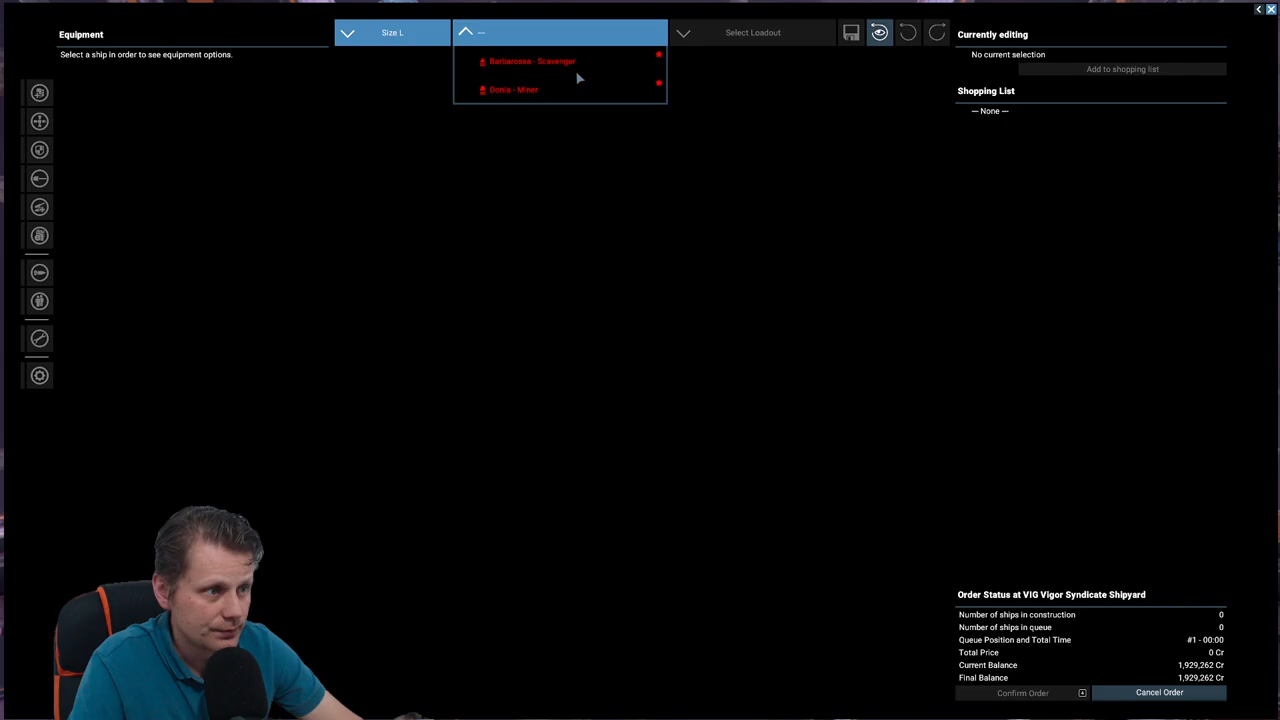 Equipment
Select a ship in order to see equipment options.
Size L
---
Barbarossa - Scavenger
Donia - Miner
Select Loadout
Currently editing
No current selection
Add to shopping list
Shopping List
--- None ---
Order Status at VIG Vigor Syndicate Shipyard
Number of ships in construction 0
Number of ships in queue 0
Queue Position and Total Time #1 - 00:00
Total Price 0 Cr
Current Balance 1,929,262 Cr
Final Balance 1,929,262 Cr
Confirm Order
Cancel Order